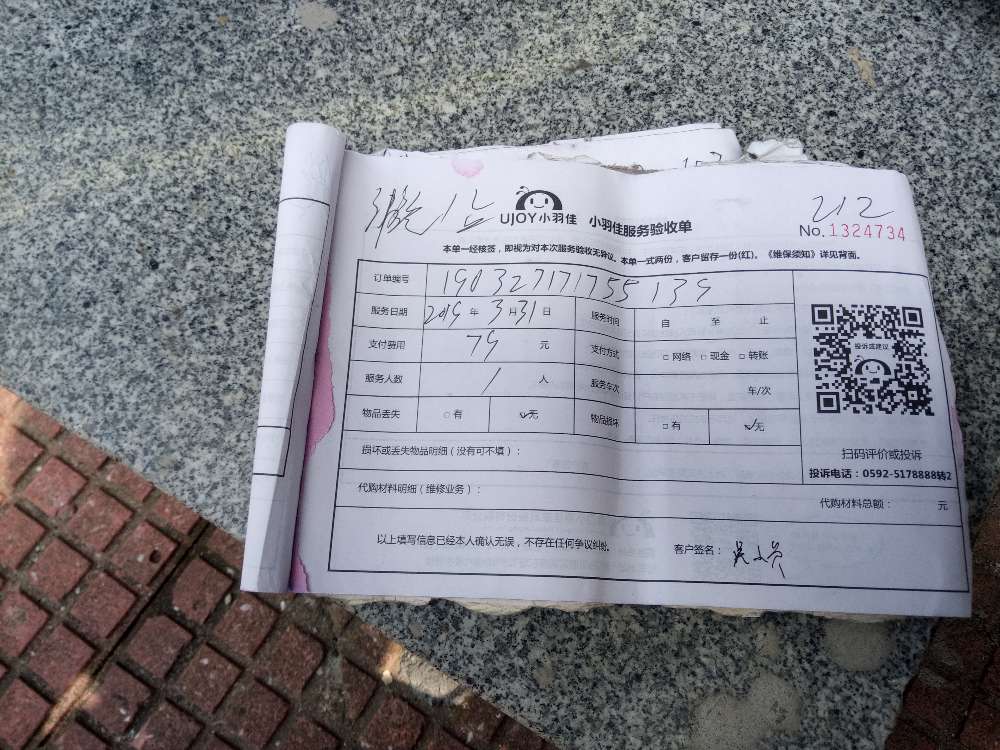 微信 UJOY小羽佳 小羽佳服务验收单 212
No. 1324734
本单一经核签，即视为对本次服务验收无异议。本单一式两份，客户留存一份(红)。《维保须知》详见背面。
订单编号 190327171755139
服务日期 2019 年 3 月 31 日 服务时间 自 至 止
支付费用 79 元 支付方式 □ 网络 □ 现金 □ 转账
服务人数 1 人 服务车次 车/次
物品丢失 □ 有 ☑ 无 物品损坏 □ 有 ☑ 无
投诉或建议
扫码评价或投诉
投诉电话：0592-5178888转2
损坏或丢失物品明细（没有可不填）：
代购材料明细（维修业务）： 代购材料总额： 元
以上填写信息已经本人确认无误，不存在任何争议纠纷。 客户签名：